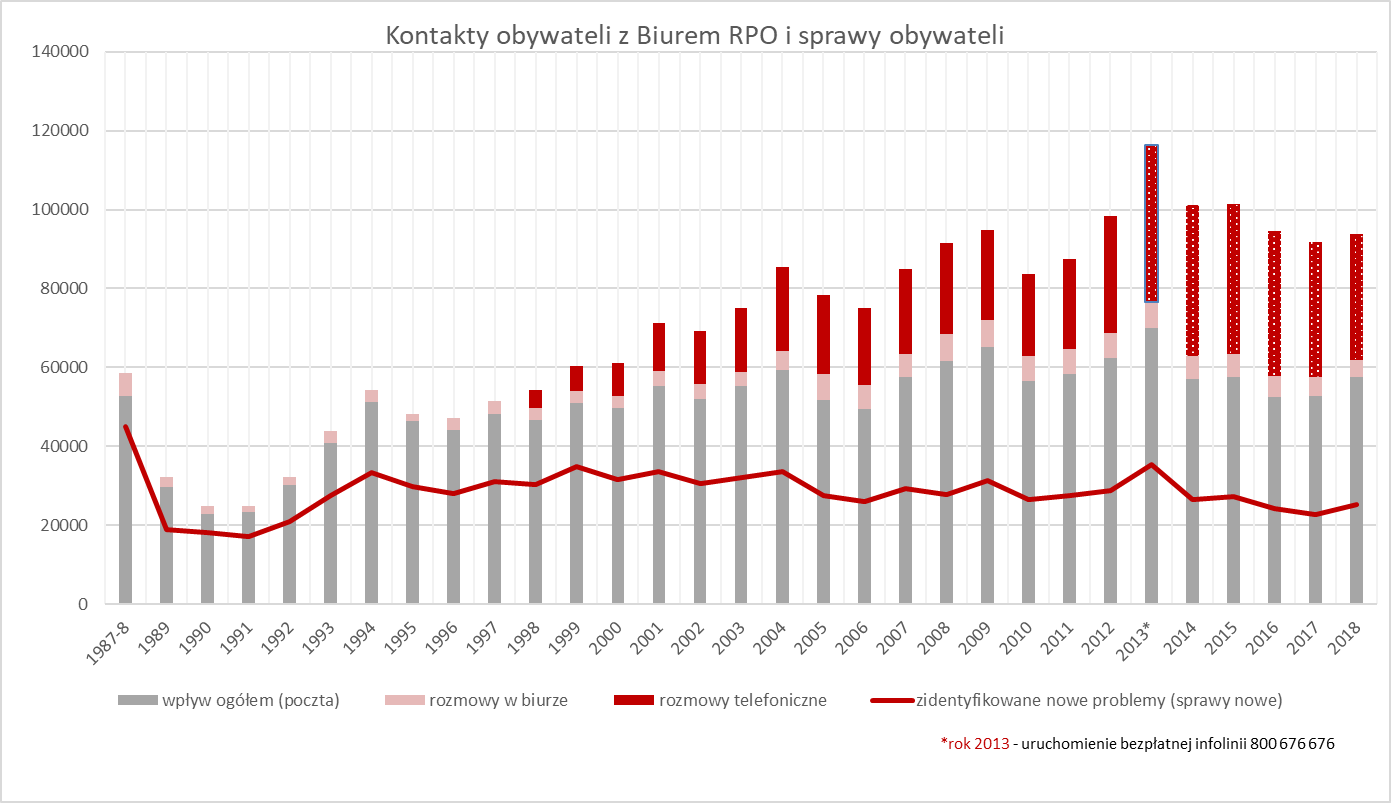 Kontakty obywateli z Biurem RPO i sprawy obywateli
140000
120000
100000
80000
60000
40000
20000
0
1987-8 1989 1990 1991 1992 1993 1994 1995 1996 1997 1998 1999 2000 2001 2002 2003 2004 2005 2006 2007 2008 2009 2010 2011 2012 2013* 2014 2015 2016 2017 2018
wpływ ogółem (poczta) rozmowy w biurze rozmowy telefoniczne zidentyfikowane nowe problemy (sprawy nowe)
*rok 2013 - uruchomienie bezpłatnej infolinii 800 676 676